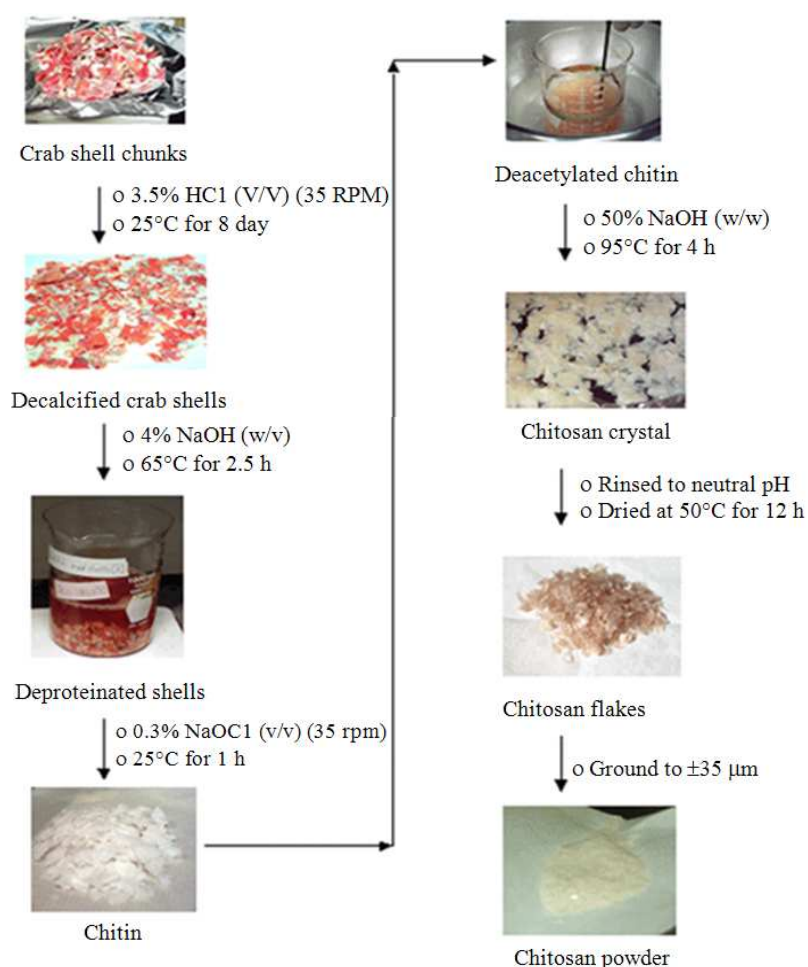 Crab shell chunks
o 3.5% HC1 (V/V) (35 RPM)
o 25°C for 8 day
Decalcified crab shells
o 4% NaOH (w/v)
o 65°C for 2.5 h
Deproteinated shells
o 0.3% NaOC1 (v/v) (35 rpm)
o 25°C for 1 h
Chitin
Deacetylated chitin
o 50% NaOH (w/w)
o 95°C for 4 h
Chitosan crystal
o Rinsed to neutral pH
o Dried at 50°C for 12 h
Chitosan flakes
o Ground to ±35 µm
Chitosan powder